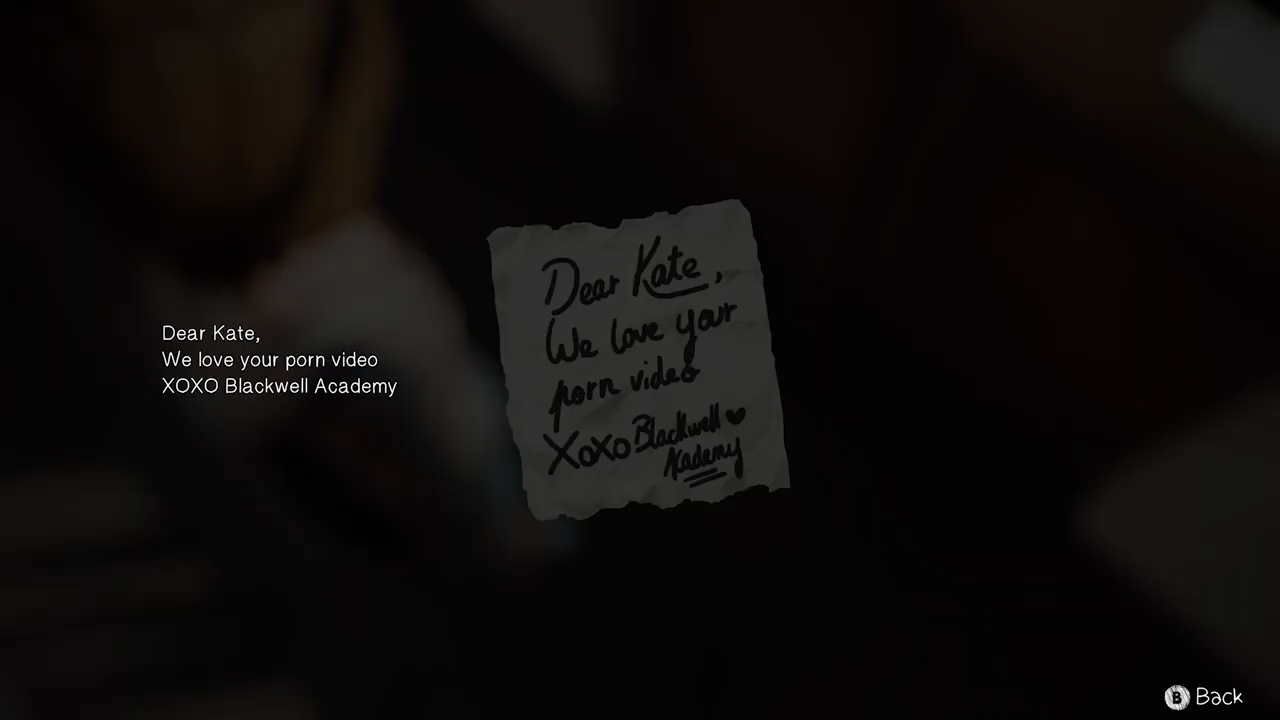 Dear Kate,
We love your porn video
XOXO Blackwell Academy
Dear Kate,
We love your
porn video
XoXo Blackwell
Academy
B Back